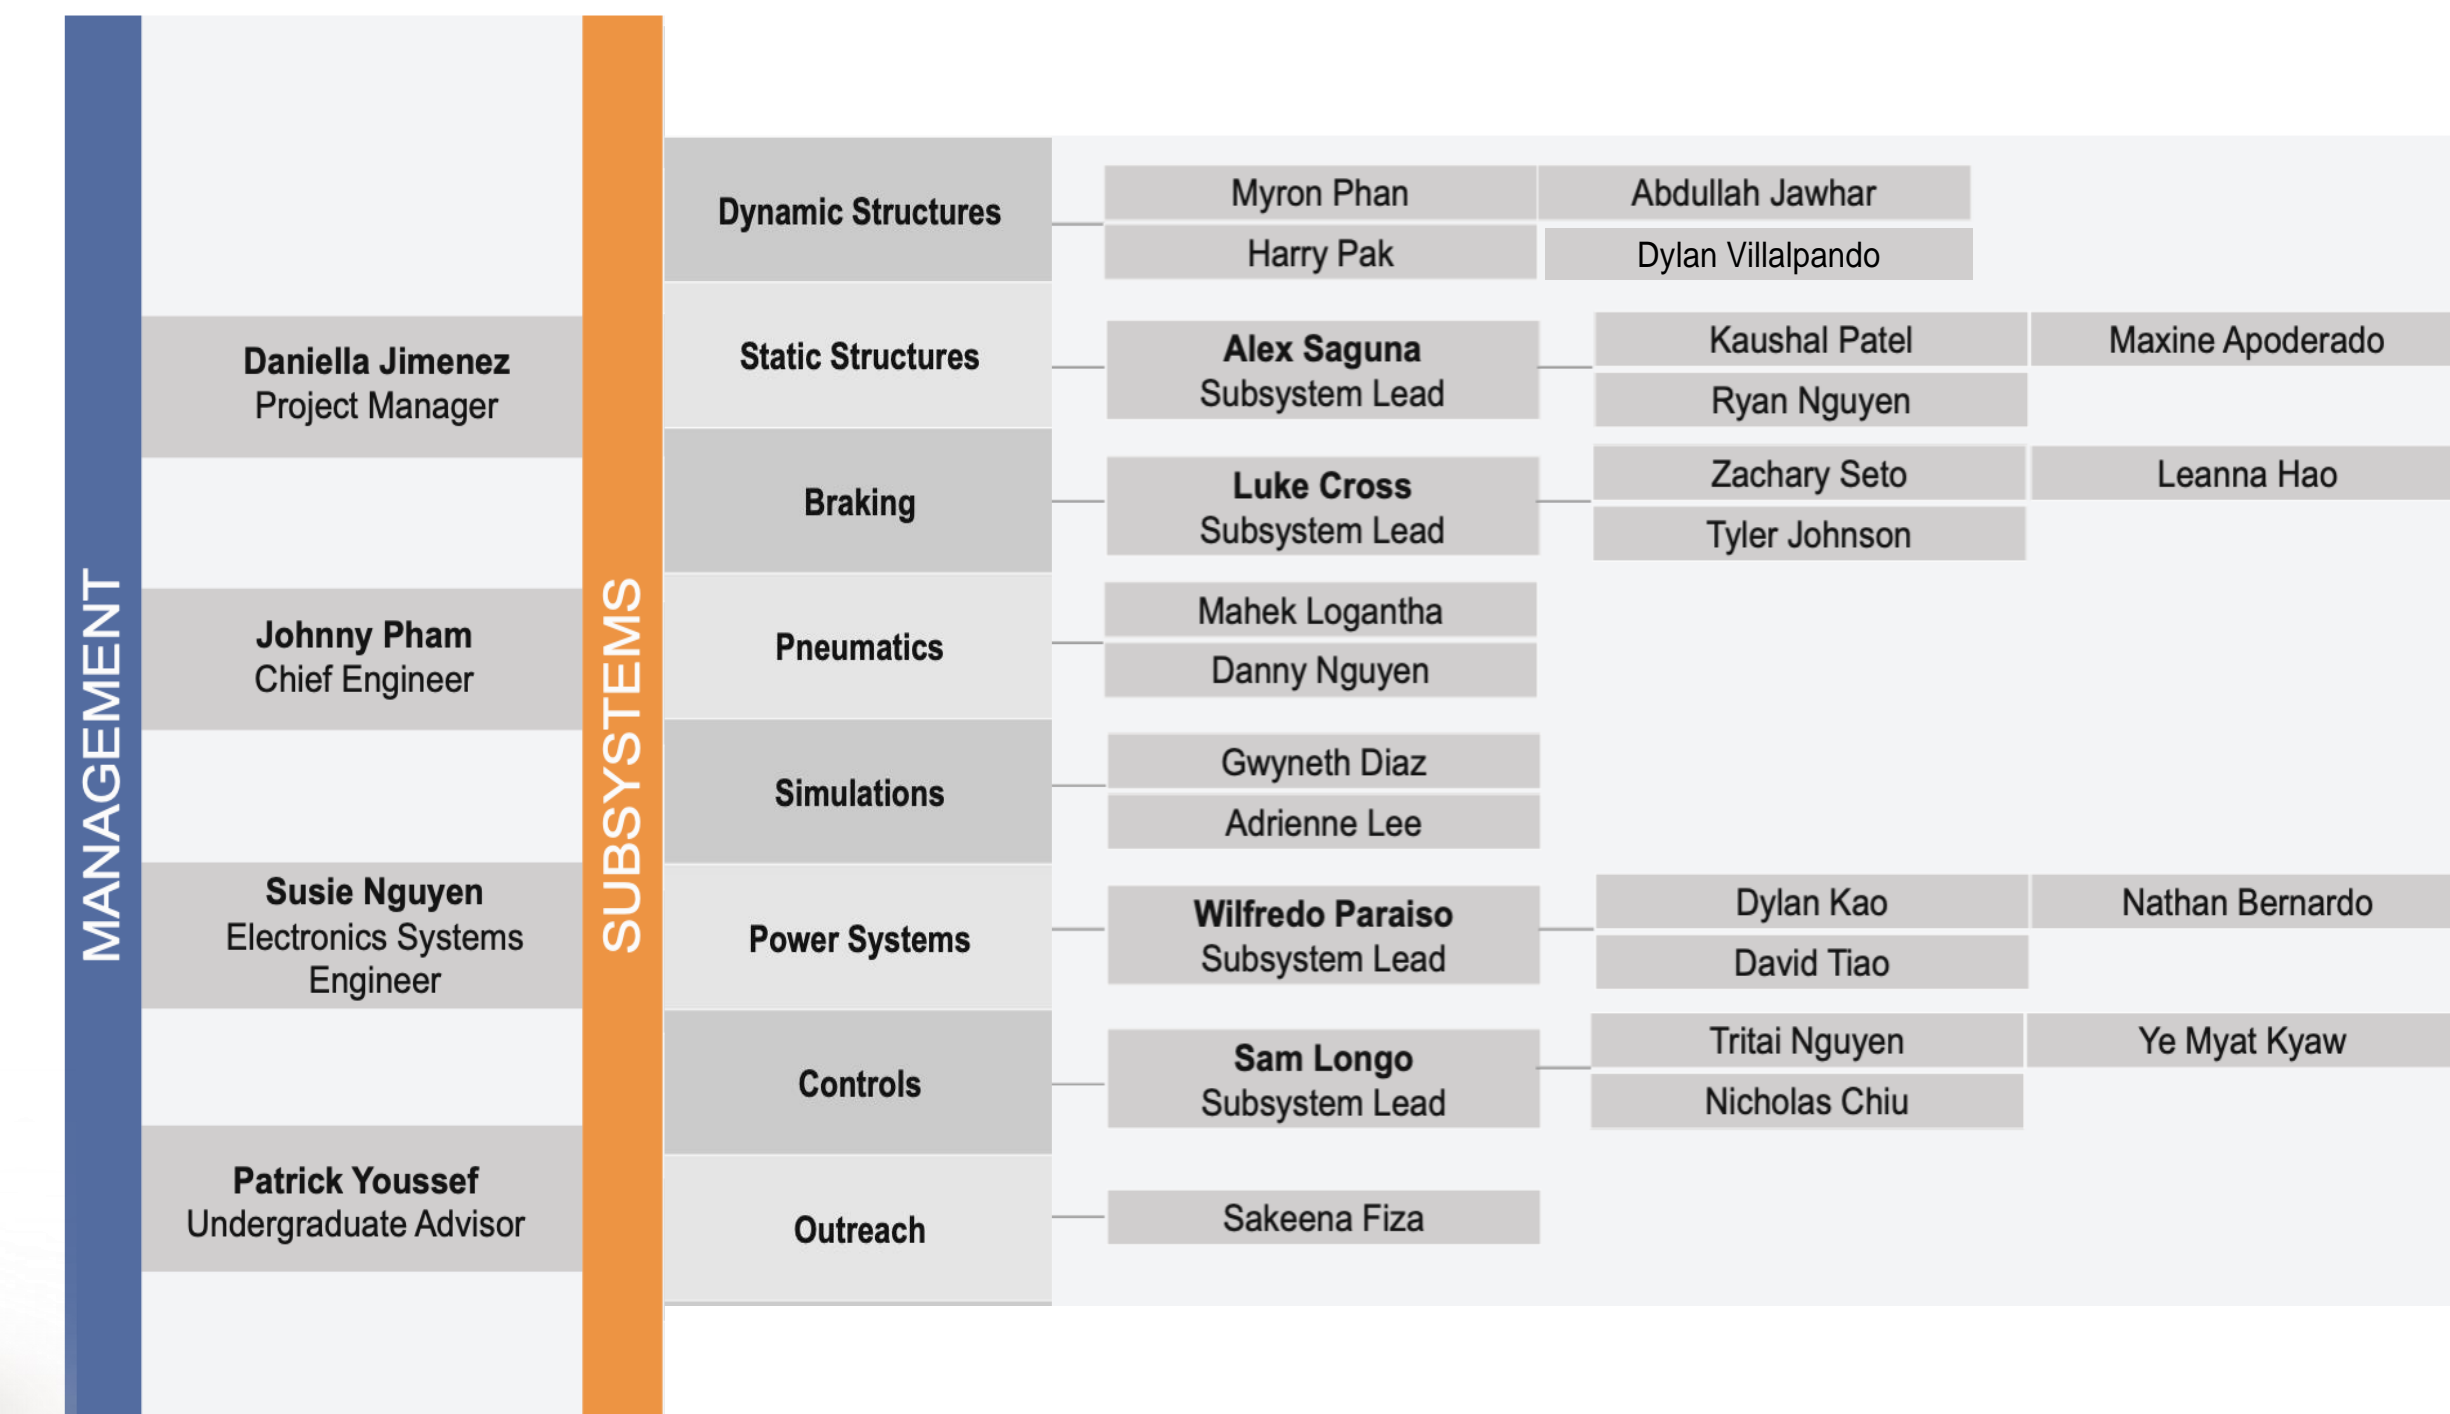 MANAGEMENT
Daniella Jimenez
Project Manager
Johnny Pham
Chief Engineer
Susie Nguyen
Electronics Systems
Engineer
Patrick Youssef
Undergraduate Advisor
SUBSYSTEMS
Dynamic Structures
Myron Phan
Abdullah Jawhar
Harry Pak
Dylan Villalpando
Static Structures
Alex Saguna
Subsystem Lead
Kaushal Patel
Maxine Apoderado
Ryan Nguyen
Braking
Luke Cross
Subsystem Lead
Zachary Seto
Leanna Hao
Tyler Johnson
Pneumatics
Mahek Logantha
Danny Nguyen
Simulations
Gwyneth Diaz
Adrienne Lee
Power Systems
Wilfredo Paraiso
Subsystem Lead
Dylan Kao
Nathan Bernardo
David Tiao
Controls
Sam Longo
Subsystem Lead
Tritai Nguyen
Ye Myat Kyaw
Nicholas Chiu
Outreach
Sakeena Fiza